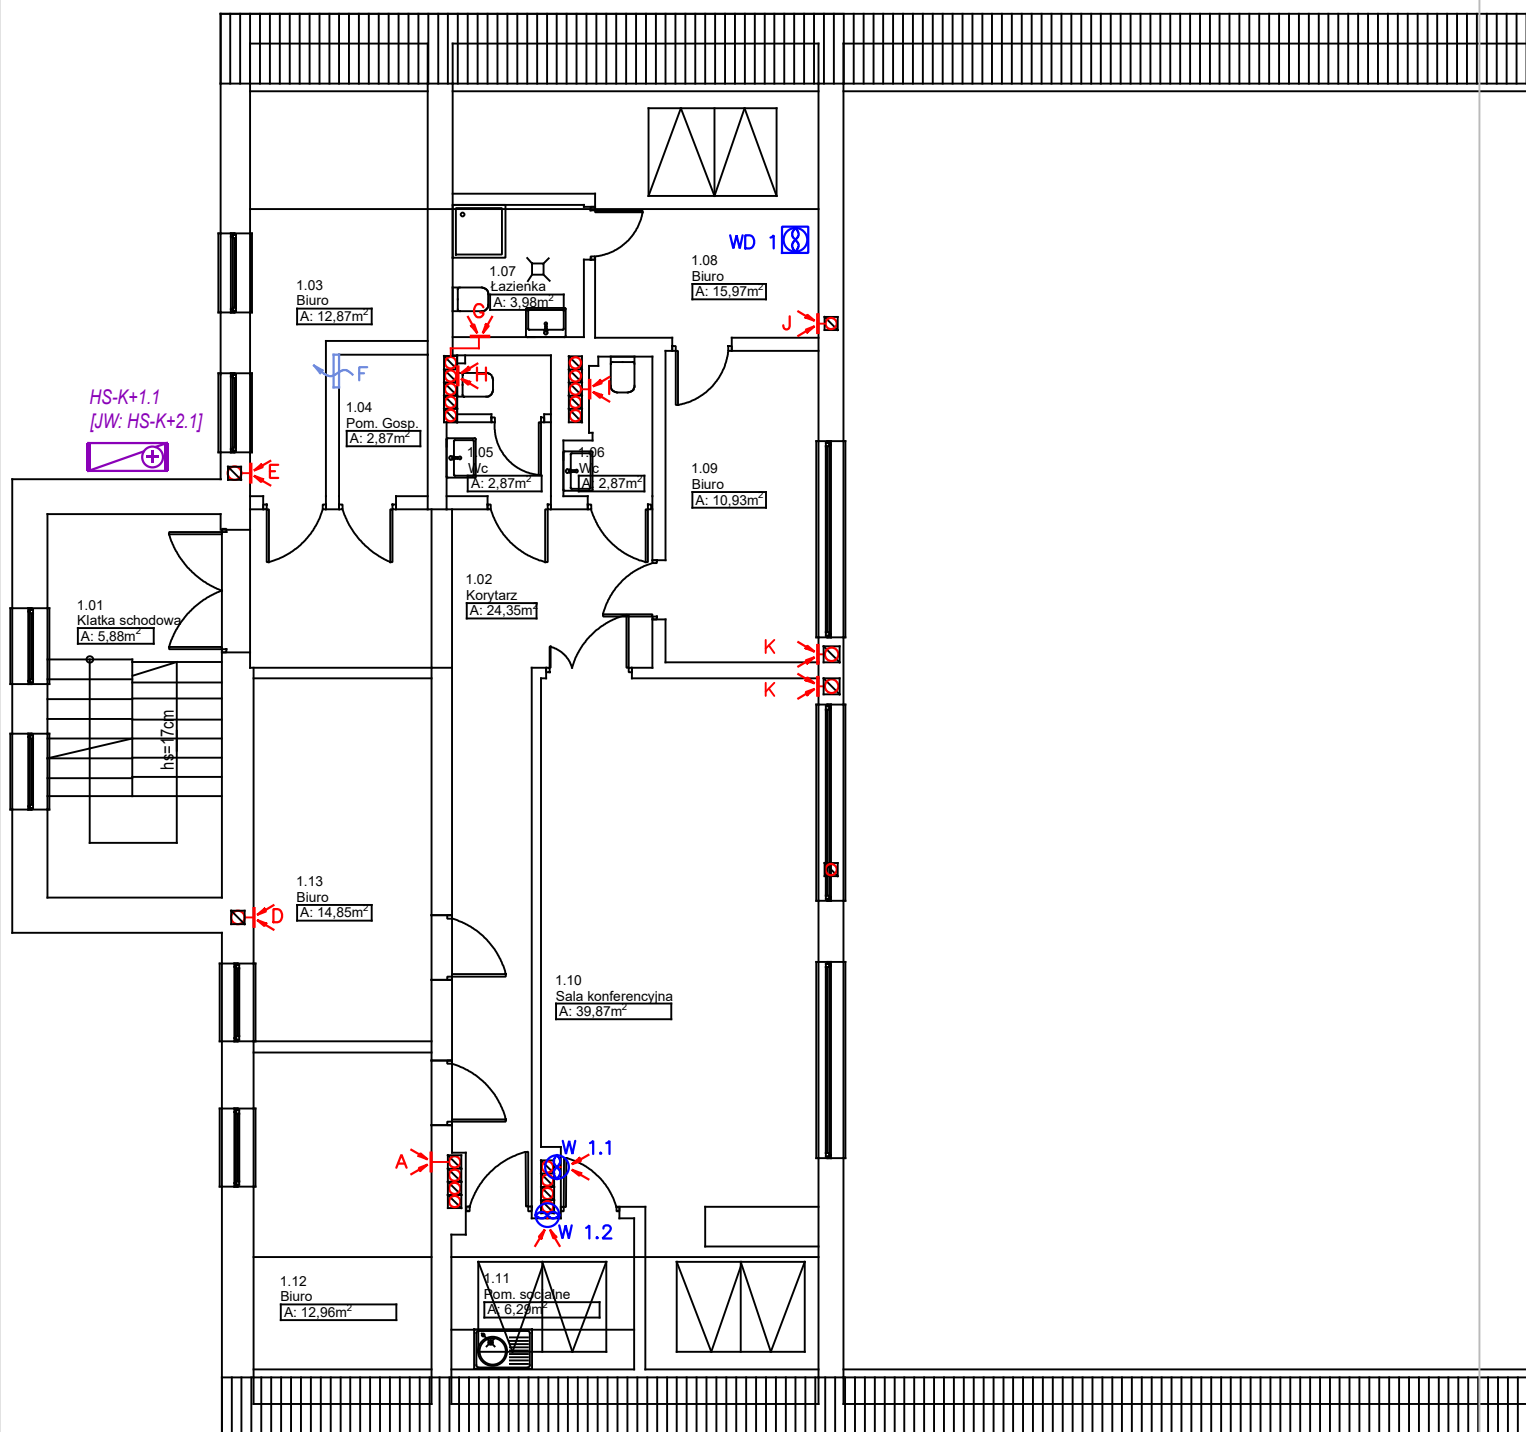 WD 1
1.08
Biuro
A: 15,97m²
1.07
Łazienka
A: 3,98m²
G
1.03
Biuro
A: 12,87m²
J
F
H
I
HS-K+1.1
[JW: HS-K+2.1]
1.04
Pom. Gosp.
A: 2,87m²
1.05
Wc
A: 2,87m²
1.06
Wc
A: 2,87m²
1.09
Biuro
A: 10,93m²
E
1.02
Korytarz
A: 24,35m²
1.01
Klatka schodowa
A: 5,88m²
K
K
hs=17cm
1.13
Biuro
A: 14,85m²
D
1.10
Sala konferencyjna
A: 39,87m²
W 1.1
A
W 1.2
1.12
Biuro
A: 12,96m²
1.11
Pom. socjalne
A: 6,29m²